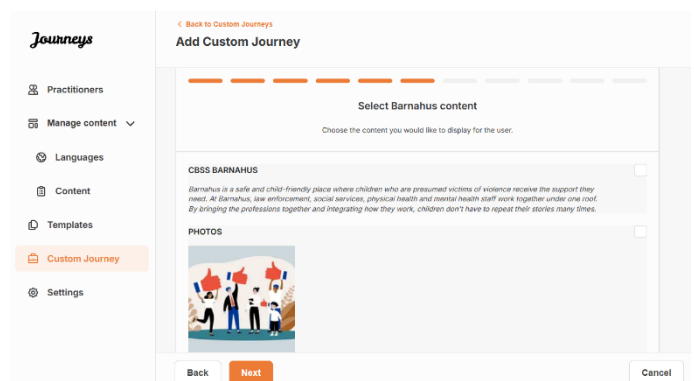 Journeys
Practitioners
Manage content
Languages
Content
Templates
Custom Journey
Settings
Back to Custom Journeys
Add Custom Journey
Select Barnahus content
Choose the content you would like to display for the user.
CBSS BARNAHUS
Barnahus is a safe and child-friendly place where children who are presumed victims of violence receive the support they
need. At Barnahus, law enforcement, social services, physical health and mental health staff work together under one roof.
By bringing the professions together and integrating how they work, children don't have to repeat their stories many times.
PHOTOS
Back
Next
Cancel